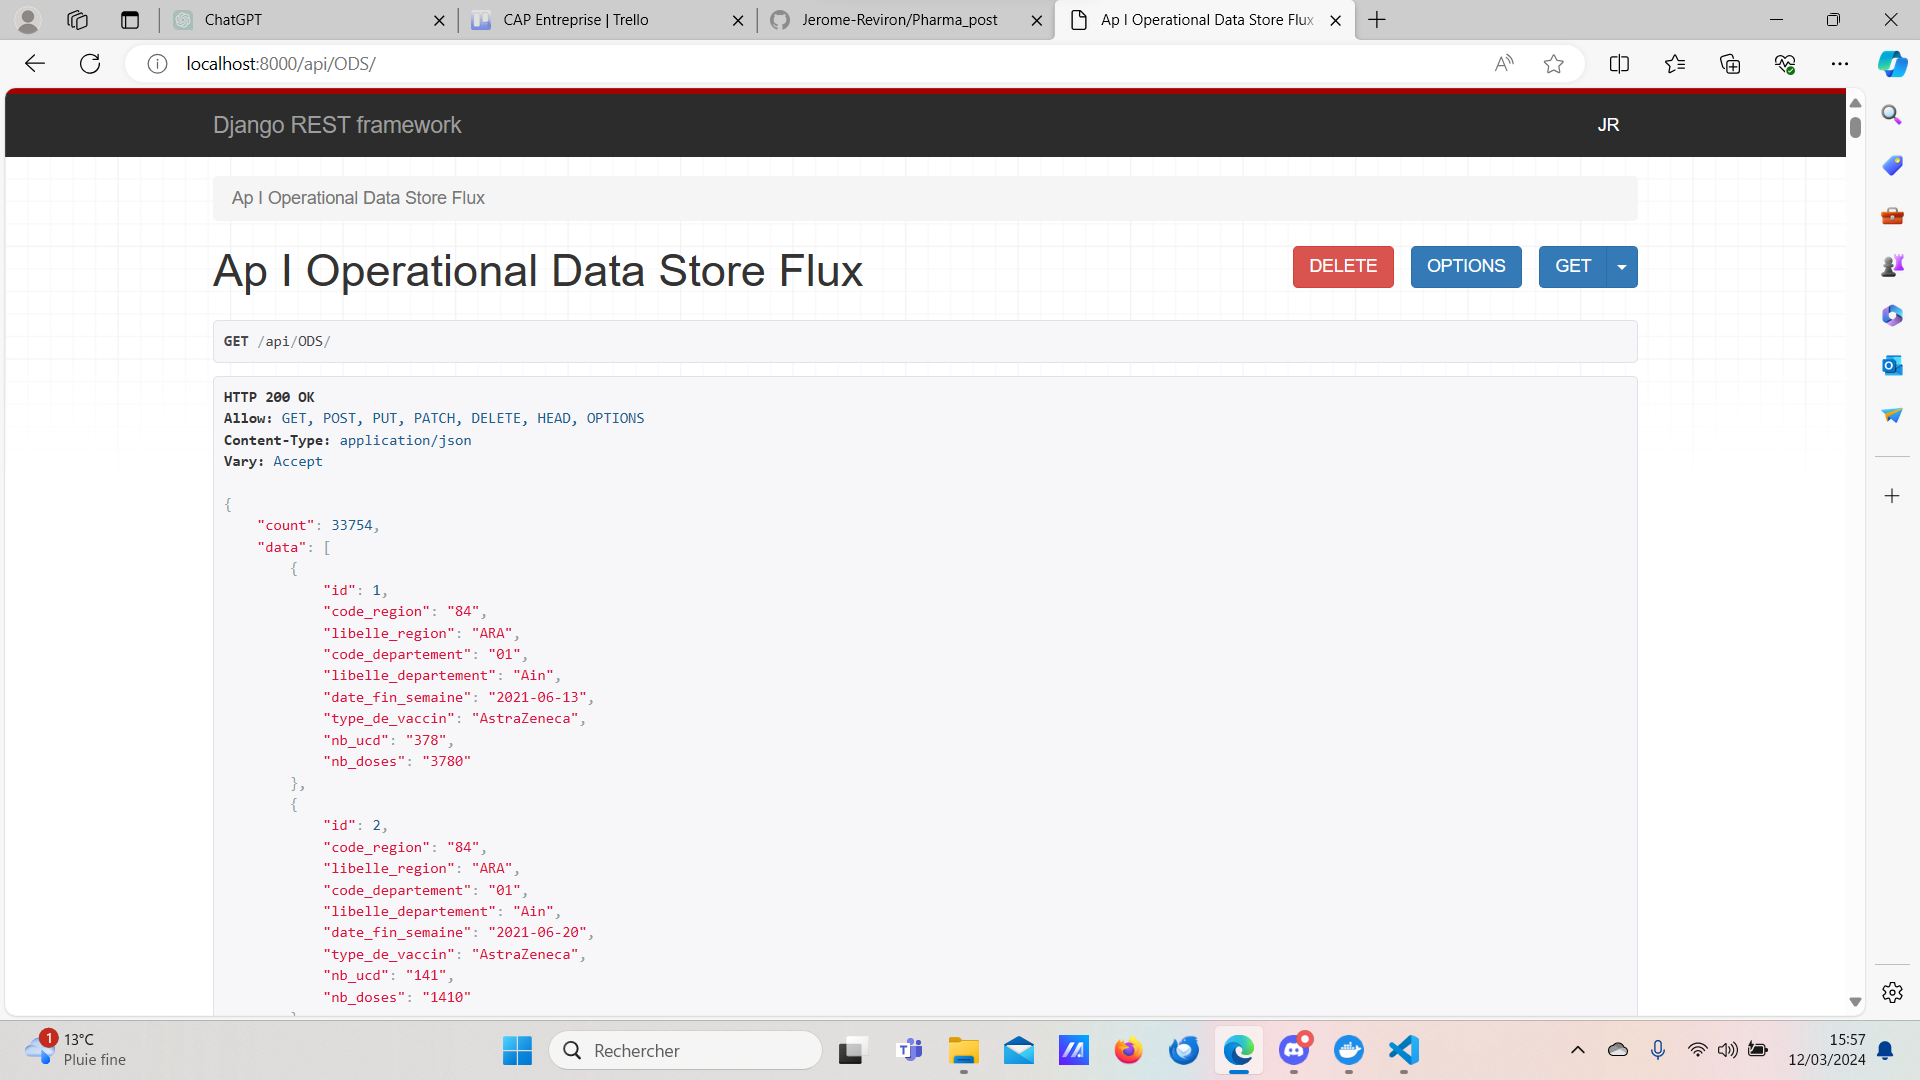 ChatGPT
CAP Entreprise | Trello
Jerome-Reviron/Pharma_post
Ap I Operational Data Store Flux
localhost:8000/api/ODS/
Django REST framework
JR
Ap I Operational Data Store Flux
Ap I Operational Data Store Flux
DELETE
OPTIONS
GET
GET /api/ODS/
HTTP 200 OK
Allow: GET, POST, PUT, PATCH, DELETE, HEAD, OPTIONS
Content-Type: application/json
Vary: Accept
{
"count": 33754,
"data": [
{
"id": 1,
"code_region": "84",
"libelle_region": "ARA",
"code_departement": "01",
"libelle_departement": "Ain",
"date_fin_semaine": "2021-06-13",
"type_de_vaccin": "AstraZeneca",
"nb_ucd": "378",
"nb_doses": "3780"
},
{
"id": 2,
"code_region": "84",
"libelle_region": "ARA",
"code_departement": "01",
"libelle_departement": "Ain",
"date_fin_semaine": "2021-06-20",
"type_de_vaccin": "AstraZeneca",
"nb_ucd": "141",
"nb_doses": "1410"
1
13°C
Pluie fine
Rechercher
15:57
12/03/2024